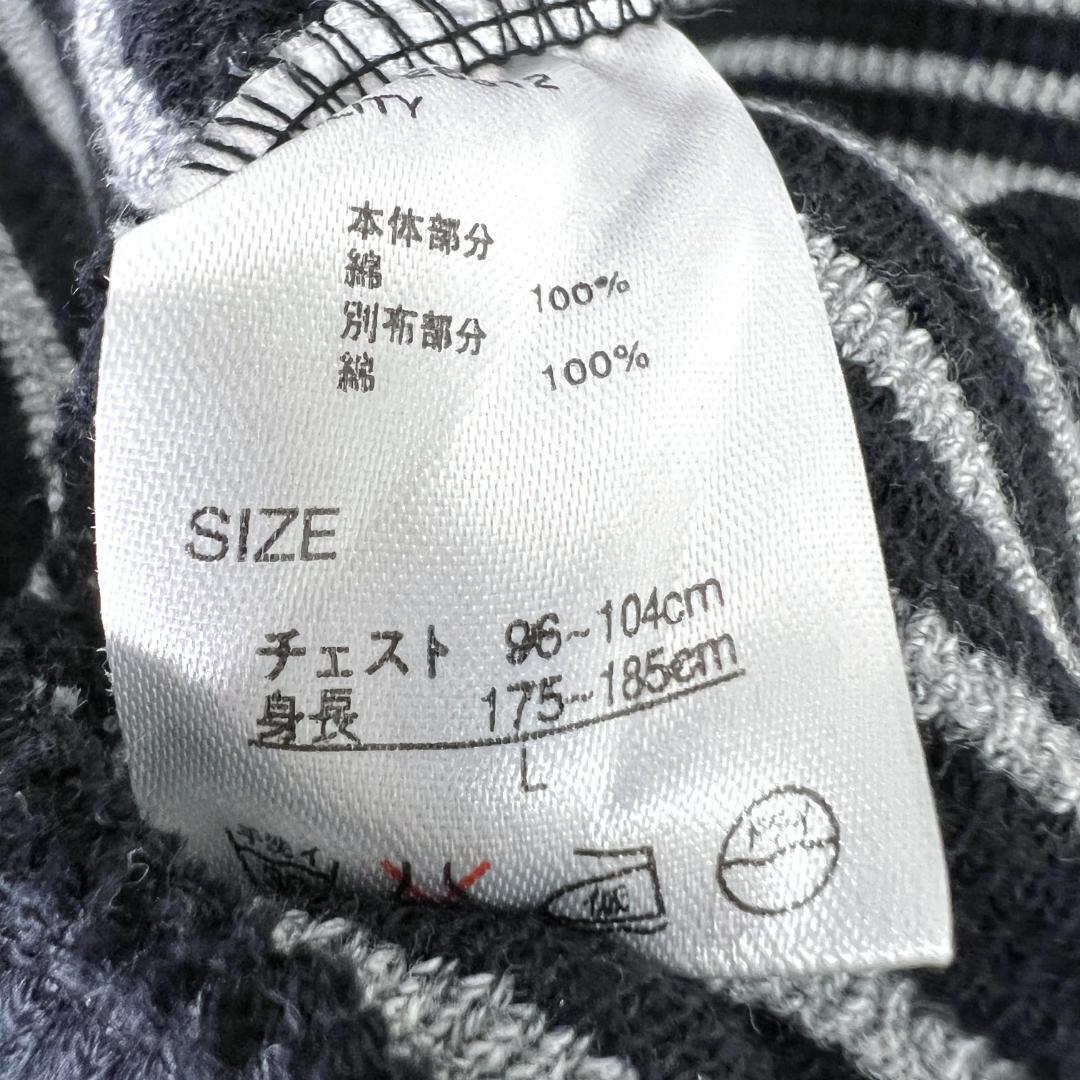 本体部分
綿 100%
別布部分
綿 100%
SIZE
チェスト 96~104cm
身長 175~185cm
L